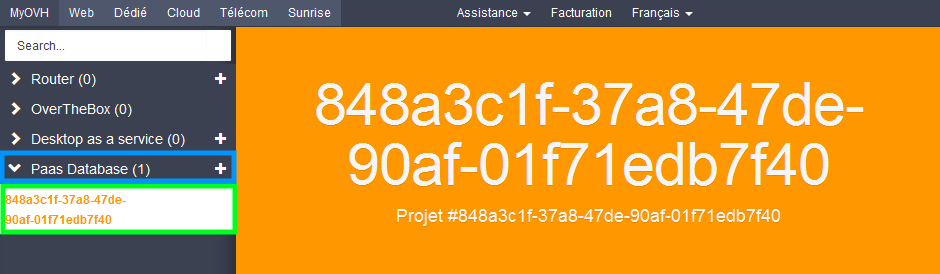 MyOVH Web Dédié Cloud Télécom Sunrise Assistance Facturation Français
Search...
Router (0)
OverTheBox (0)
Desktop as a service (0)
Paas Database (1)
848a3c1f-37a8-47de-
90af-01f71edb7f40
848a3c1f-37a8-47de-
90af-01f71edb7f40
Projet #848a3c1f-37a8-47de-90af-01f71edb7f40